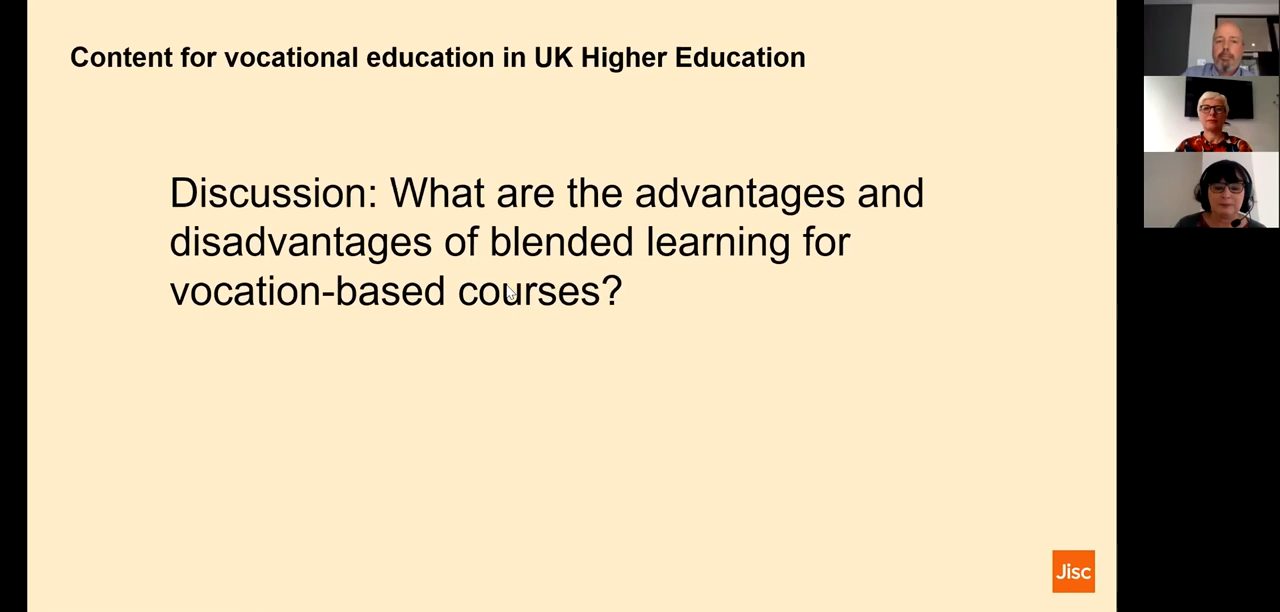 Content for vocational education in UK Higher Education
Discussion: What are the advantages and
disadvantages of blended learning for
vocation-based courses?
Jisc